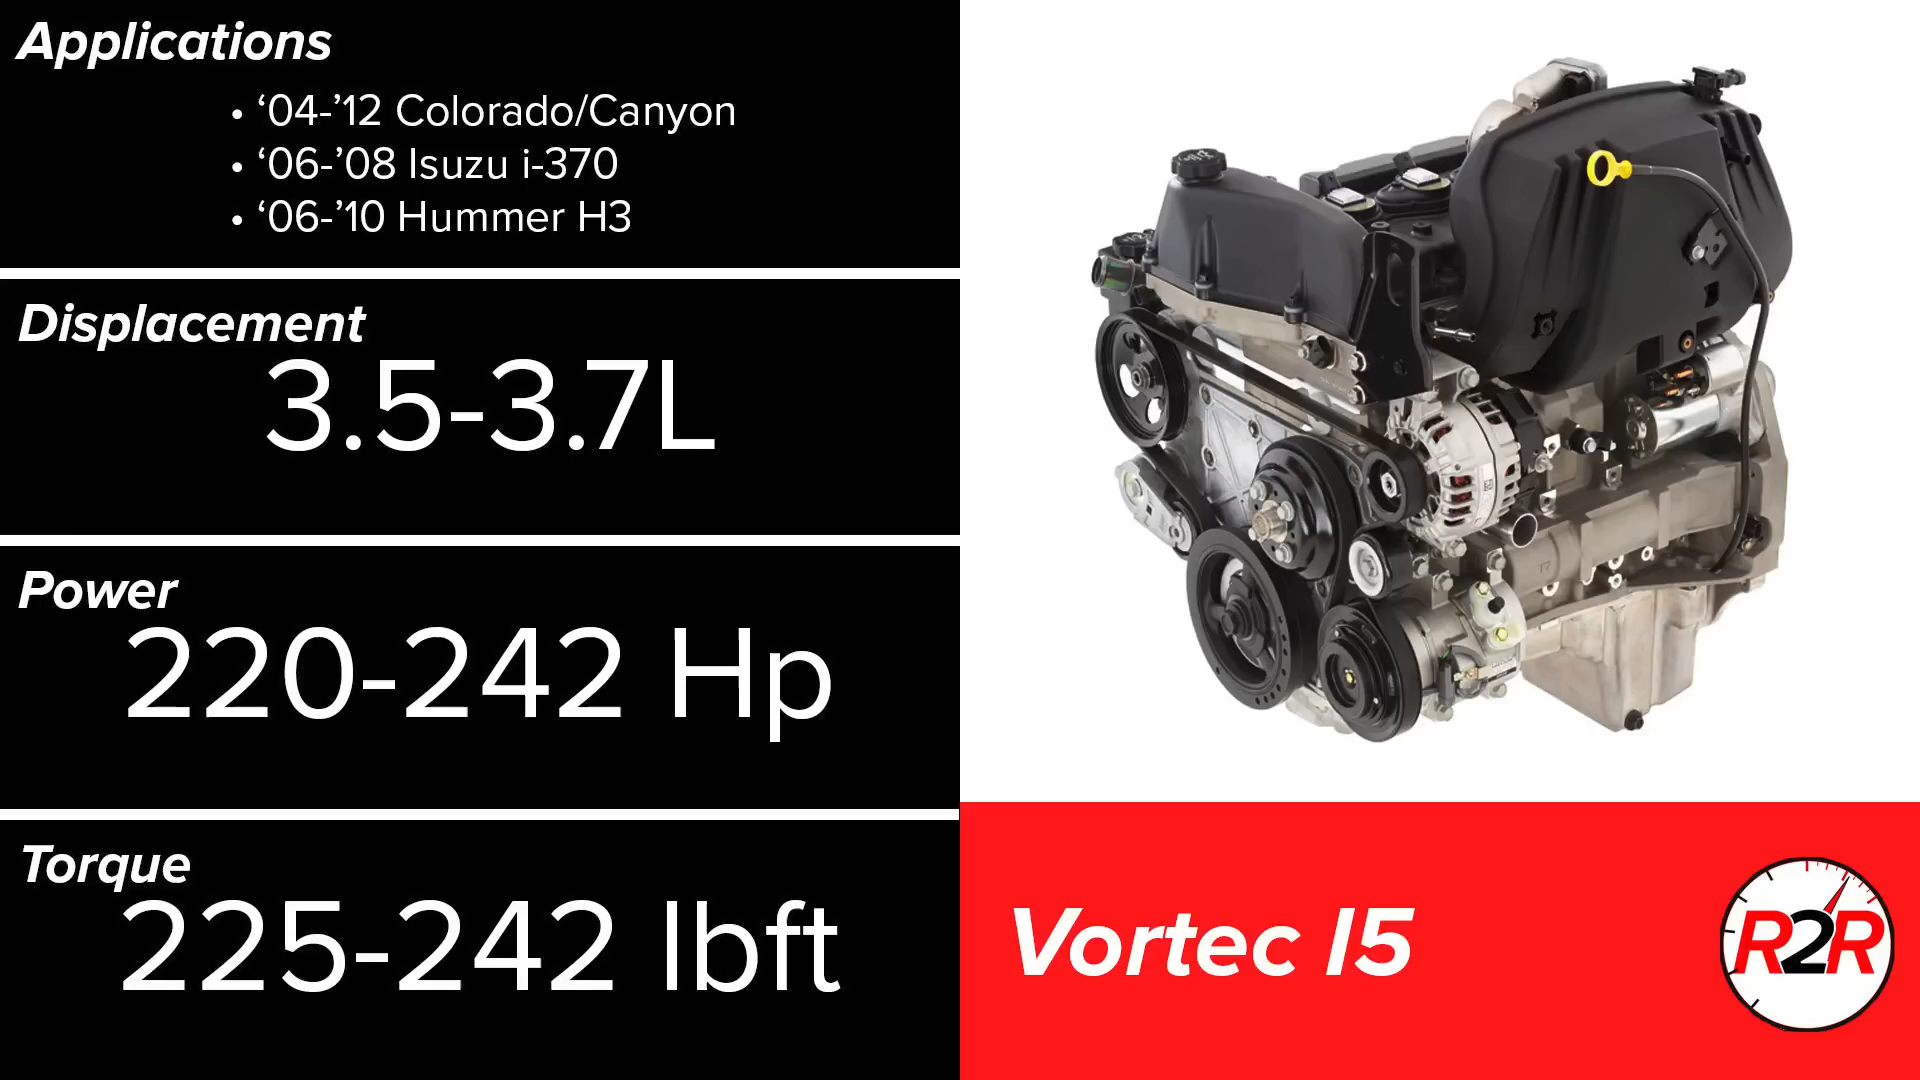 Applications
• ‘04-’12 Colorado/Canyon
• ‘06-’08 Isuzu i-370
• ‘06-’10 Hummer H3
Displacement
3.5-3.7L
Power
220-242 Hp
Torque
225-242 lbft
Vortec I5
R2R